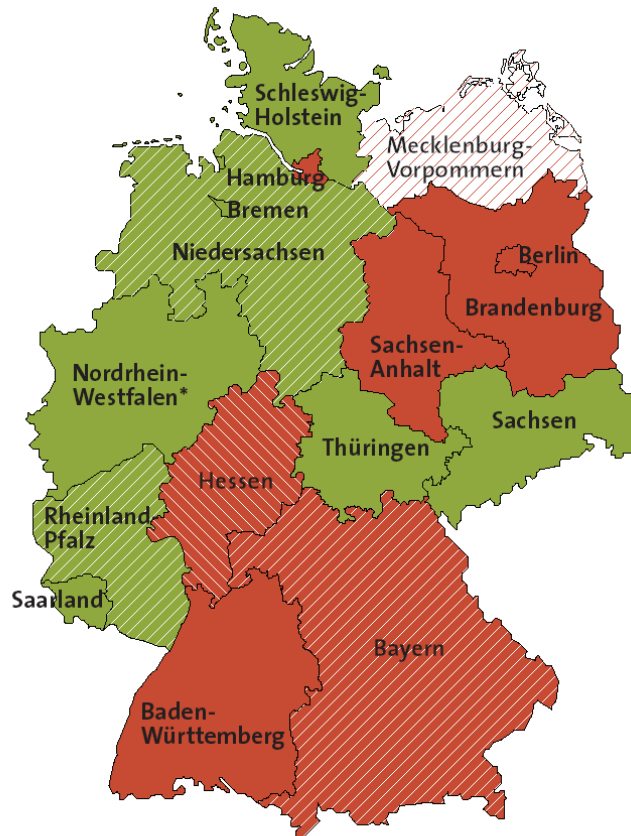 Schleswig-
Holstein
Mecklenburg-
Vorpommern
Hamburg
Bremen
Niedersachsen
Berlin
Brandenburg
Sachsen-
Anhalt
Nordrhein-
Westfalen*
Sachsen
Thüringen
Hessen
Rheinland
Pfalz
Saarland
Bayern
Baden-
Württemberg